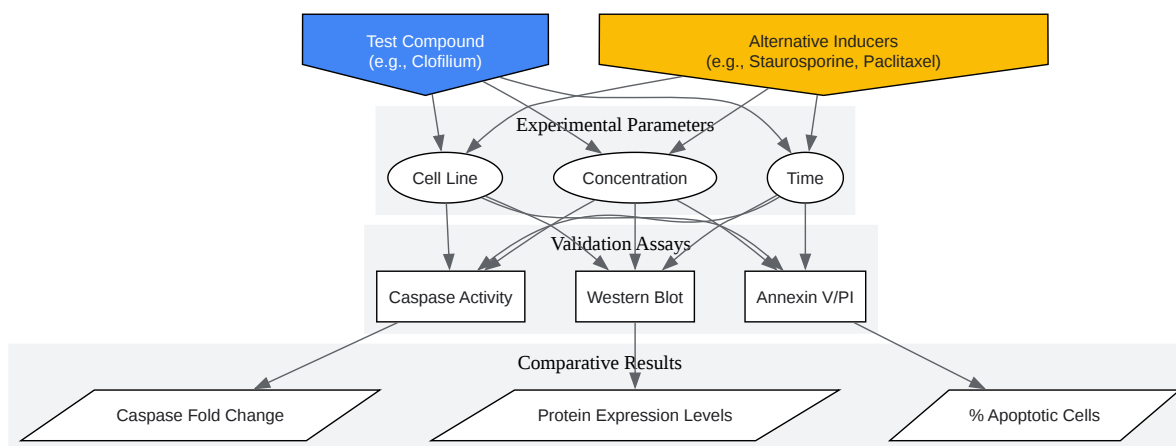 Test Compound
(e.g., Clofilium)
Alternative Inducers
(e.g., Staurosporine, Paclitaxel)
Experimental Parameters
Cell Line
Concentration
Time
Validation Assays
Caspase Activity
Western Blot
Annexin V/PI
Comparative Results
Caspase Fold Change
Protein Expression Levels
% Apoptotic Cells